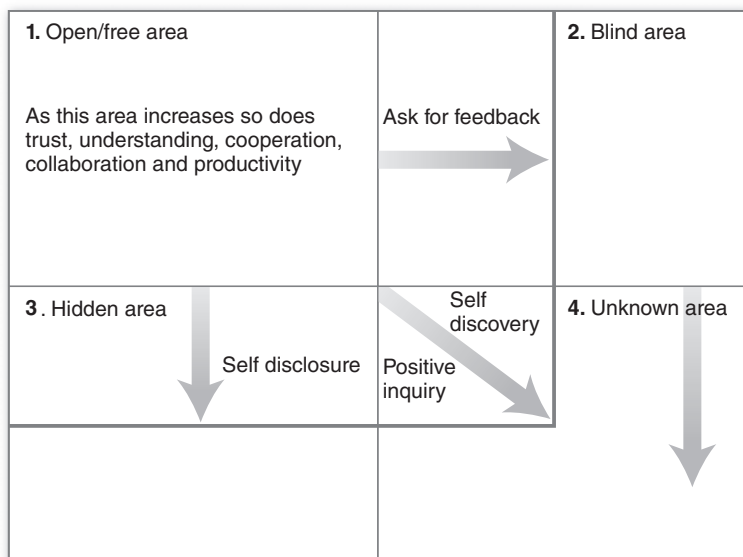 1. Open/free area
As this area increases so does
trust, understanding, cooperation,
collaboration and productivity
Ask for feedback
2. Blind area
3 . Hidden area
Self disclosure
Self
discovery
Positive
inquiry
4. Unknown area